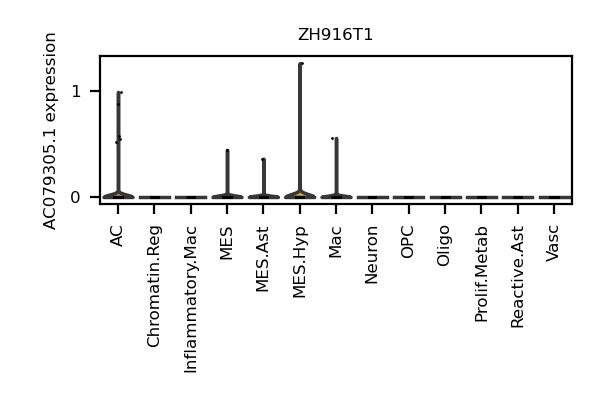 ZH916T1
AC079305.1 expression
1
0
AC
Chromatin.Reg
Inflammatory.Mac
MES
MES.Ast
MES.Hyp
Mac
Neuron
OPC
Oligo
Prolif.Metab
Reactive.Ast
Vasc